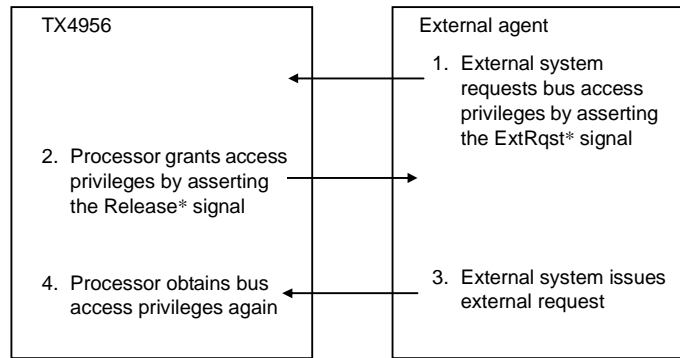 TX4956
External agent
1. External system
requests bus access
privileges by asserting
the ExtRqst* signal
2. Processor grants access
privileges by asserting
the Release* signal
3. External system issues
external request
4. Processor obtains bus
access privileges again